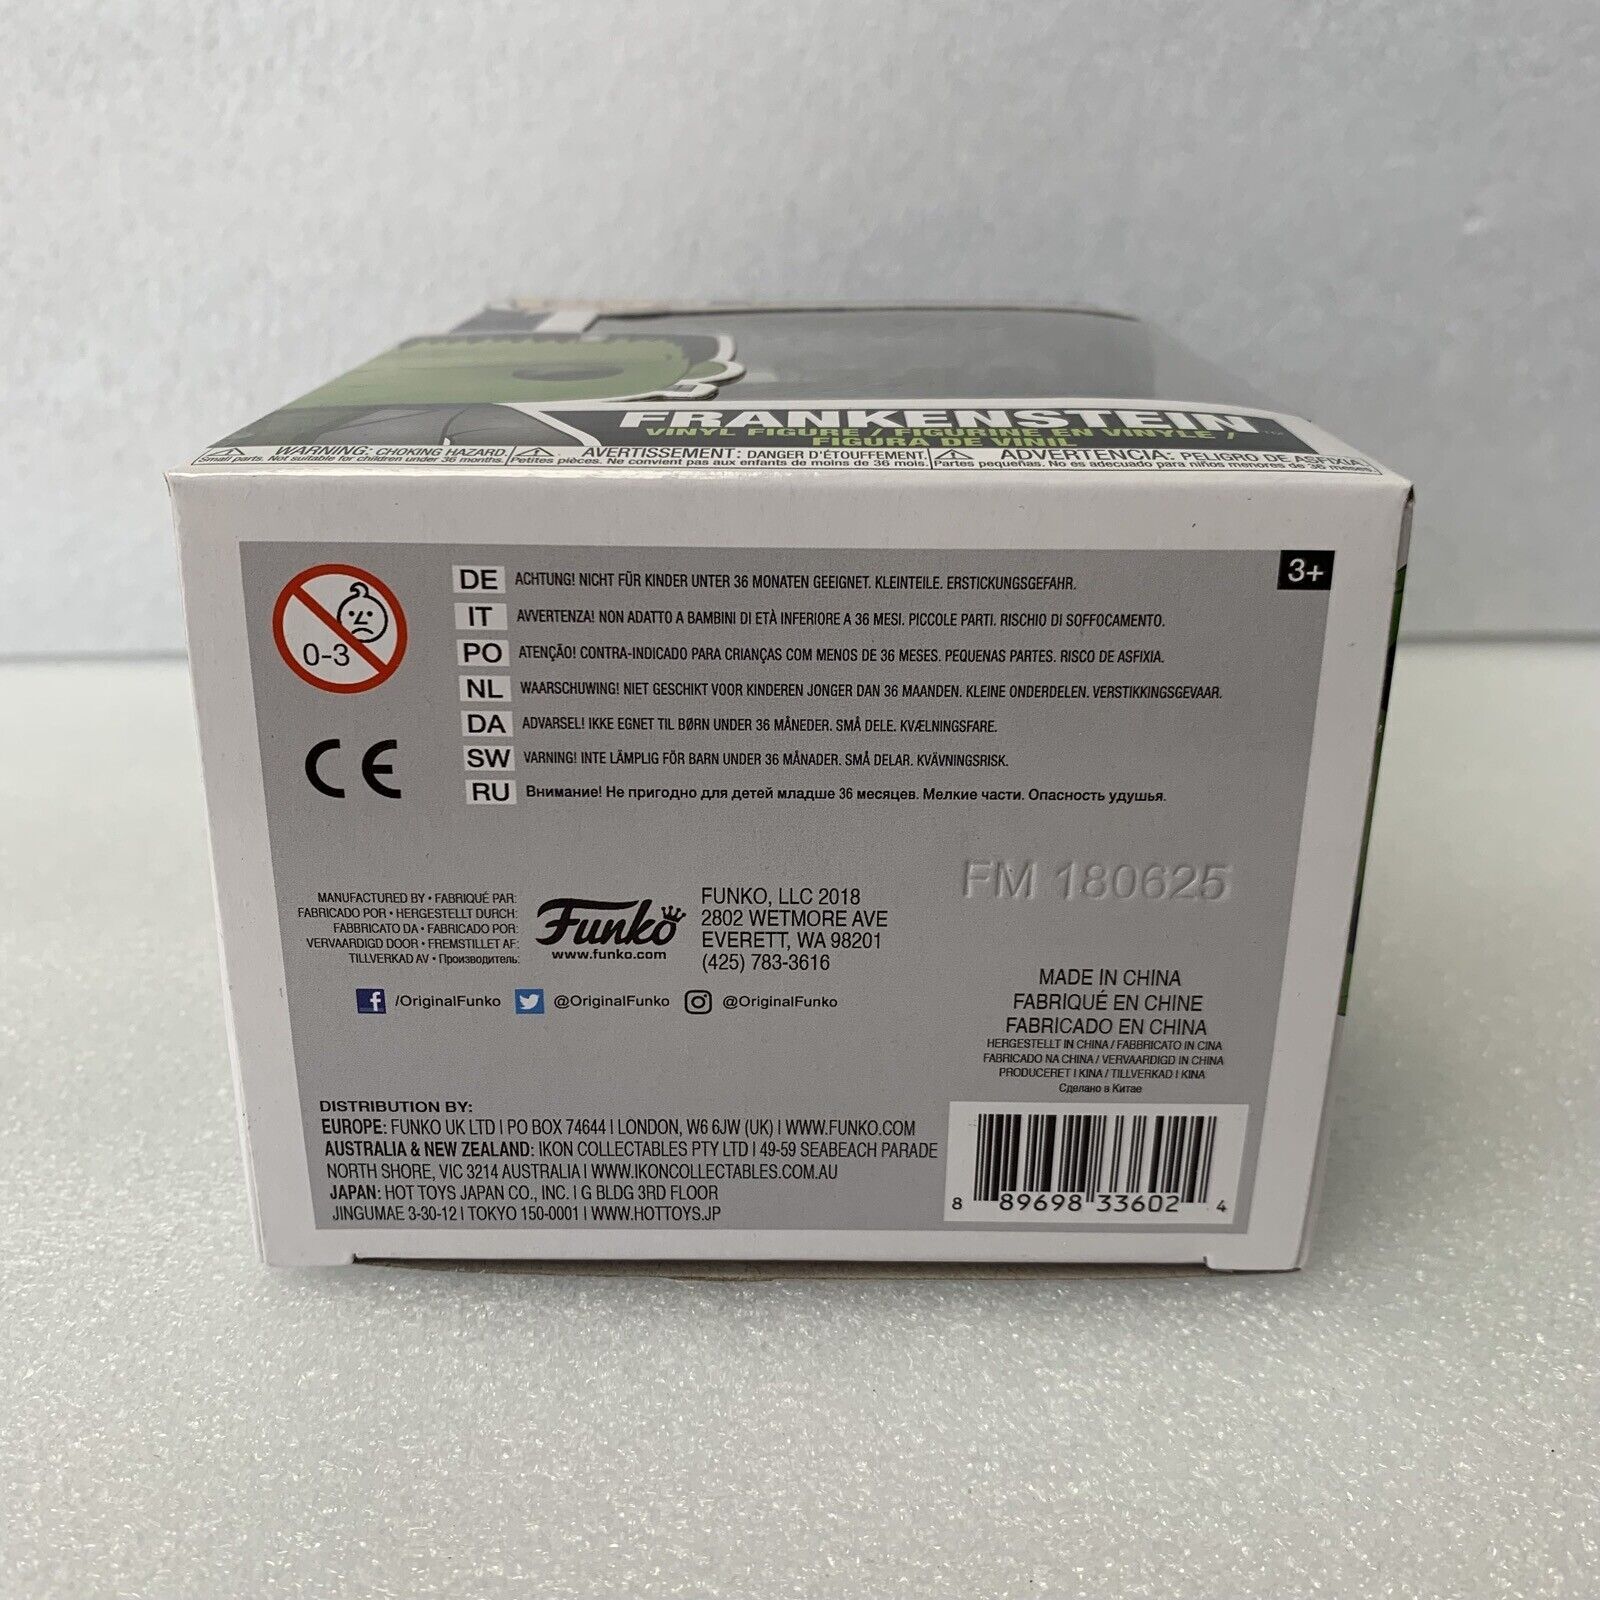 FRANKENSTEIN™
VINYL FIGURE / FIGURINE EN VINYLE /
FIGURA DE VINIL
WARNING: CHOKING HAZARD.
Small parts. Not suitable for children under 36 months.
AVERTISSEMENT: DANGER D'ÉTOUFFEMENT.
Petites pièces. Ne convient pas aux enfants de moins de 36 mois.
ADVERTENCIA: PELIGRO DE ASFIXIA
Partes pequeñas. No es adecuado para niños menores de 36 meses
3+
0-3
DE ACHTUNG! NICHT FÜR KINDER UNTER 36 MONATEN GEEIGNET. KLEINTEILE. ERSTICKUNGSGEFAHR.
IT AVVERTENZA! NON ADATTO A BAMBINI DI ETÀ INFERIORE A 36 MESI. PICCOLE PARTI. RISCHIO DI SOFFOCAMENTO.
PO ATENÇÃO! CONTRA-INDICADO PARA CRIANÇAS COM MENOS DE 36 MESES. PEQUENAS PARTES. RISCO DE ASFIXIA.
NL WAARSCHUWING! NIET GESCHIKT VOOR KINDEREN JONGER DAN 36 MAANDEN. KLEINE ONDERDELEN. VERSTIKKINGSGEVAAR.
DA ADVARSEL! IKKE EGNET TIL BØRN UNDER 36 MÅNEDER. SMÅ DELE. KVÆLNINGSFARE.
SW VARNING! INTE LÄMPLIG FÖR BARN UNDER 36 MÅNADER. SMÅ DELAR. KVÄVNINGSRISK.
RU Внимание! Не пригодно для детей младше 36 месяцев. Мелкие части. Опасность удушья.
CE
FM 180625
MANUFACTURED BY • FABRIQUÉ PAR:
FABRICADO POR • HERGESTELLT DURCH:
FABBRICATO DA • FABRICADO POR:
VERVAARDIGD DOOR • FREMSTILLET AF:
TILLVERKAD AV • Производитель:
Funko
www.funko.com
FUNKO, LLC 2018
2802 WETMORE AVE
EVERETT, WA 98201
(425) 783-3616
f /OriginalFunko @OriginalFunko @OriginalFunko
MADE IN CHINA
FABRIQUÉ EN CHINE
FABRICADO EN CHINA
HERGESTELLT IN CHINA / FABBRICATO IN CINA
FABRICADO NA CHINA / VERVAARDIGD IN CHINA
PRODUCERET I KINA / TILLVERKAD I KINA
Сделано в Китае
DISTRIBUTION BY:
EUROPE: FUNKO UK LTD | PO BOX 74644 | LONDON, W6 6JW (UK) | WWW.FUNKO.COM
AUSTRALIA & NEW ZEALAND: IKON COLLECTABLES PTY LTD | 49-59 SEABEACH PARADE
NORTH SHORE, VIC 3214 AUSTRALIA | WWW.IKONCOLLECTABLES.COM.AU
JAPAN: HOT TOYS JAPAN CO., INC. | G BLDG 3RD FLOOR
JINGUMAE 3-30-12 | TOKYO 150-0001 | WWW.HOTTOYS.JP
8 89698 33602 4